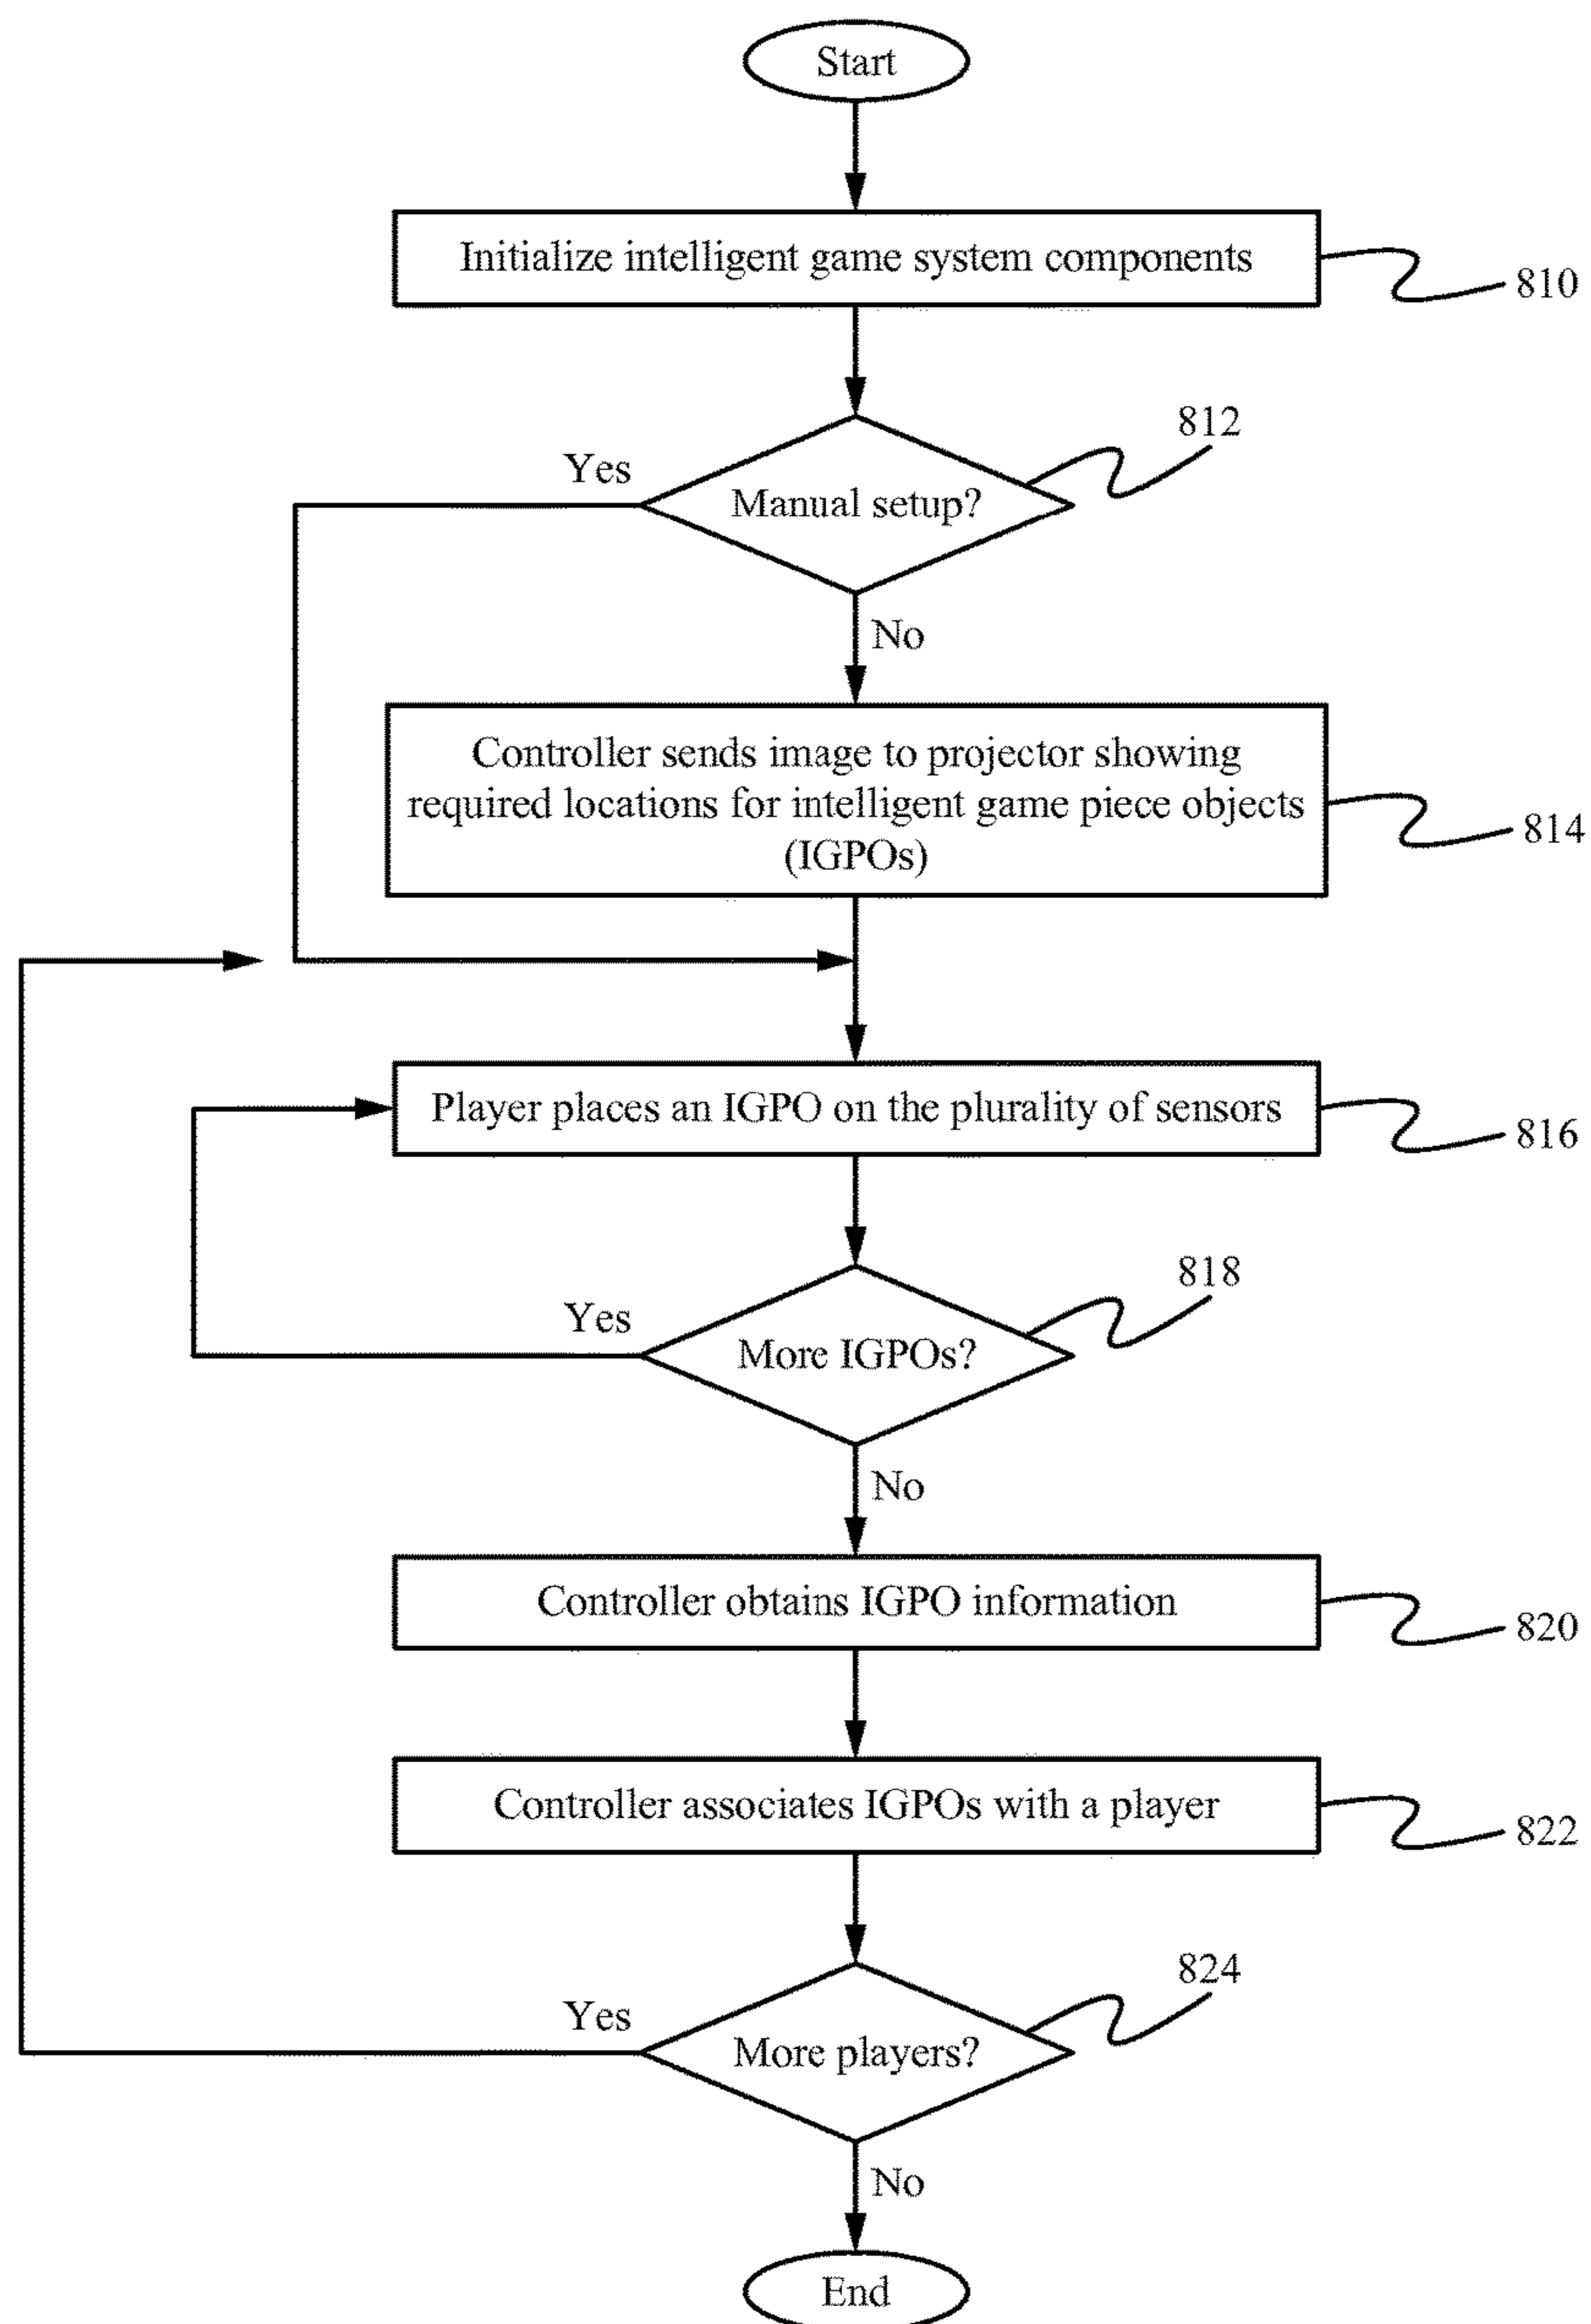 Start
Initialize intelligent game system components
810
812
Yes
Manual setup?
No
Controller sends image to projector showing
required locations for intelligent game piece objects
(IGPOs)
814
Player places an IGPO on the plurality of sensors
816
818
Yes
More IGPOs?
No
Controller obtains IGPO information
820
Controller associates IGPOs with a player
822
824
Yes
More players?
No
End